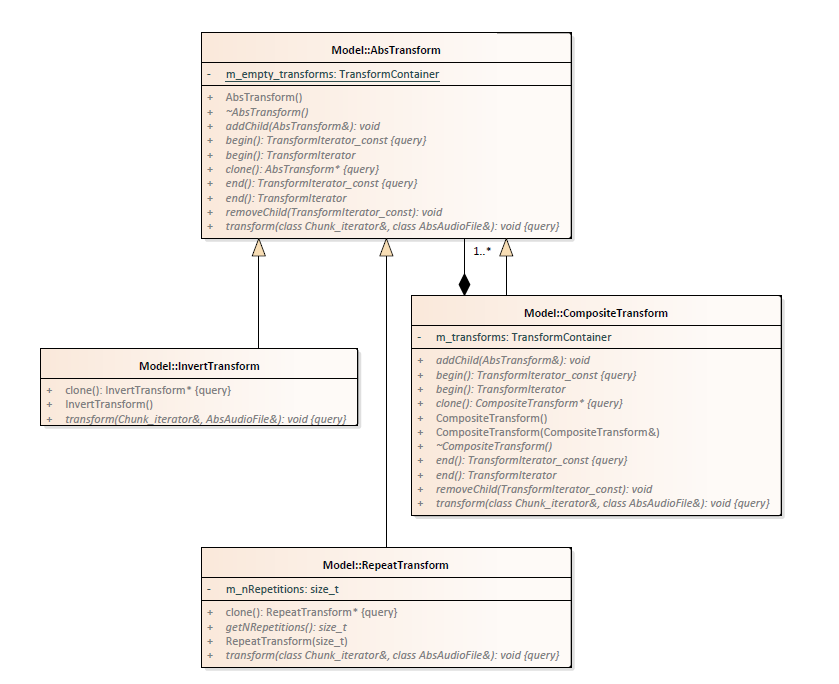 Model::AbsTransform
- m_empty_transforms: TransformContainer
+ AbsTransform()
+ ~AbsTransform()
+ addChild(AbsTransform&): void
+ begin(): TransformIterator_const {query}
+ begin(): TransformIterator
+ clone(): AbsTransform* {query}
+ end(): TransformIterator_const {query}
+ end(): TransformIterator
+ removeChild(TransformIterator_const): void
+ transform(class Chunk_iterator&, class AbsAudioFile&): void {query}
1..*
Model::CompositeTransform
- m_transforms: TransformContainer
+ addChild(AbsTransform&): void
+ begin(): TransformIterator_const {query}
+ begin(): TransformIterator
+ clone(): CompositeTransform* {query}
+ CompositeTransform()
+ CompositeTransform(CompositeTransform&)
+ ~CompositeTransform()
+ end(): TransformIterator_const {query}
+ end(): TransformIterator
+ removeChild(TransformIterator_const): void
+ transform(class Chunk_iterator&, class AbsAudioFile&): void {query}
Model::InvertTransform
+ clone(): InvertTransform* {query}
+ InvertTransform()
+ transform(Chunk_iterator&, AbsAudioFile&): void {query}
Model::RepeatTransform
- m_nRepetitions: size_t
+ clone(): RepeatTransform* {query}
+ getNRepetitions(): size_t
+ RepeatTransform(size_t)
+ transform(class Chunk_iterator&, class AbsAudioFile&): void {query}